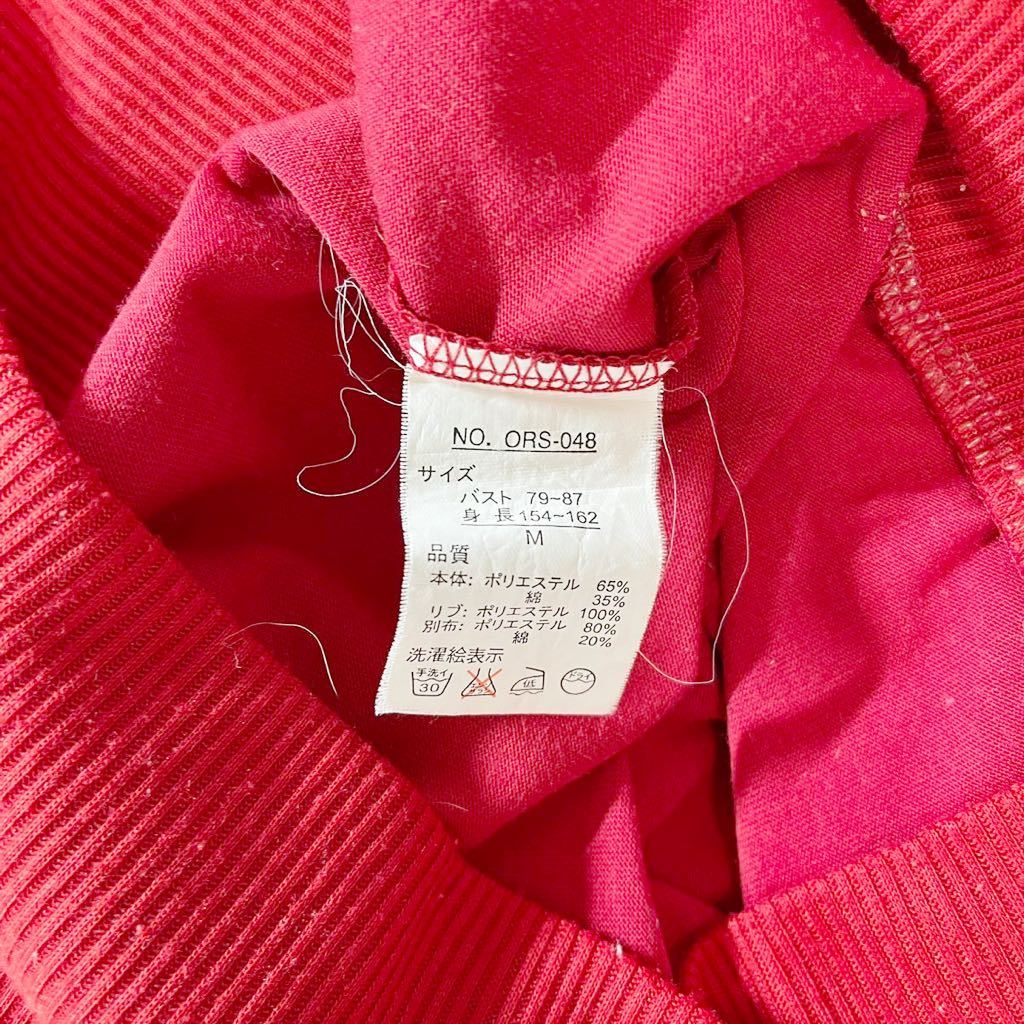 NO. ORS-048
サイズ
バスト 79~87
身 長 154~162
M
品質
本体: ポリエステル 65%
綿 35%
リブ: ポリエステル 100%
別布: ポリエステル 80%
綿 20%
洗濯絵表示
手洗イ 30 ドライ